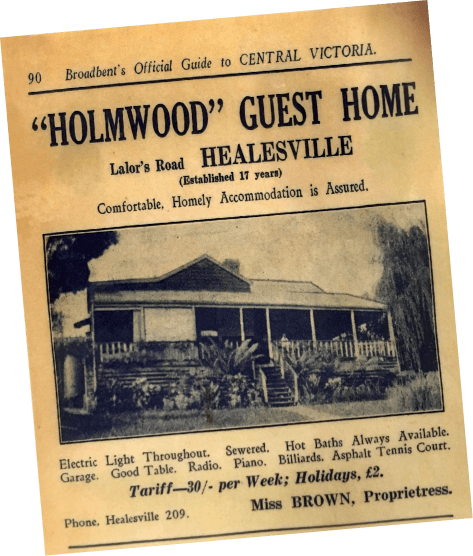 90 Broadbent's Official Guide to CENTRAL VICTORIA.
"HOLMWOOD" GUEST HOME
Lalor's Road HEALESVILLE
(Established 17 years)
Comfortable, Homely Accommodation is Assured.
Electric Light Throughout. Sewered. Hot Baths Always Available.
Garage. Good Table. Radio. Piano. Billiards. Asphalt Tennis Court.
Tariff—30/- per Week; Holidays, £2.
Phone, Healesville 209. Miss BROWN, Proprietress.